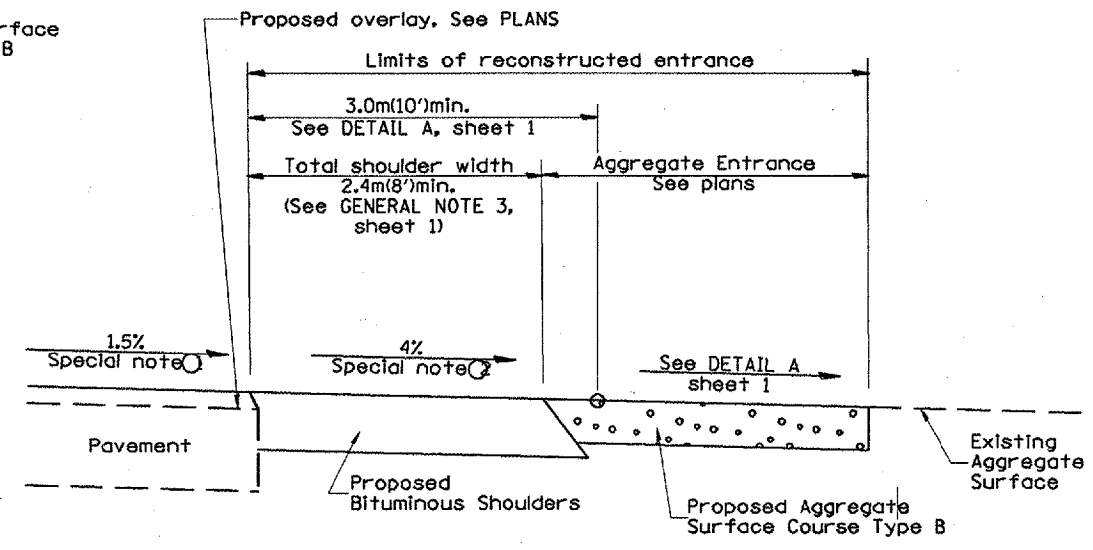 rface
B
Proposed overlay. See PLANS
Limits of reconstructed entrance
3.0m(10')min.
See DETAIL A, sheet 1
Total shoulder width
2.4m(8')min.
(See GENERAL NOTE 3,
sheet 1)
Aggregate Entrance
See plans
1.5%
Special note 1
4%
Special note 2
See DETAIL A
sheet 1
Pavement
Proposed
Bituminous Shoulders
Proposed Aggregate
Surface Course Type B
Existing
Aggregate
Surface